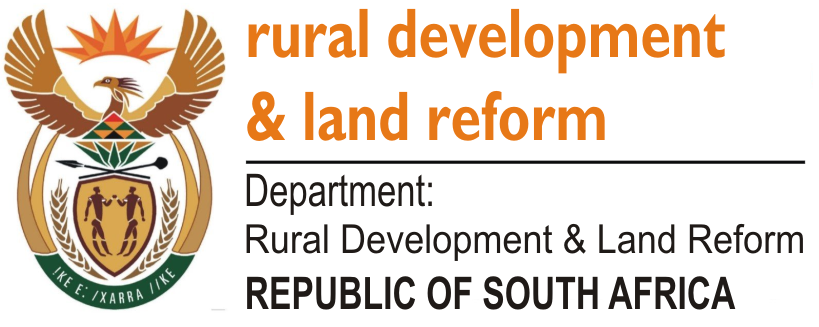 rural development
& land reform
Department:
Rural Development & Land Reform
REPUBLIC OF SOUTH AFRICA
!KE E: /XARRA //KE